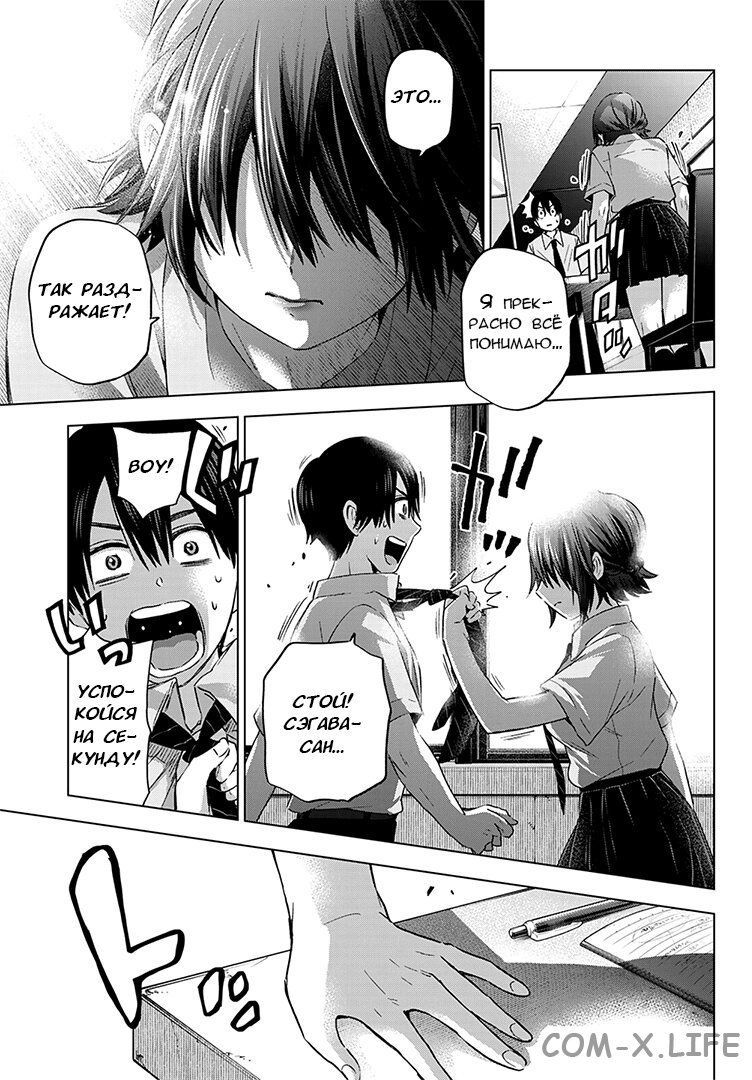 Я ПРЕК-
РАСНО ВСЁ
ПОНИМАЮ...
ЭТО...
ТАК РАЗД-
РАЖАЕТ!
СТОЙ!
СЭГАВА-
САН...
ВОУ!
УСПО-
КОЙСЯ
НА СЕ-
КУНДУ!
COM-X.LIFE